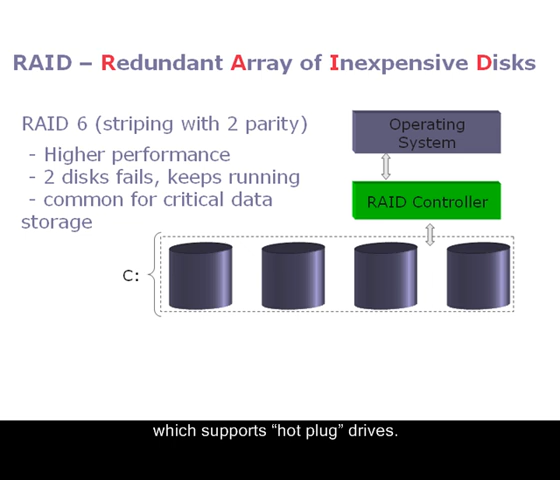 RAID – Redundant Array of Inexpensive Disks
RAID 6 (striping with 2 parity)
- Higher performance
- 2 disks fails, keeps running
- common for critical data
storage
Operating
System
RAID Controller
C:
which supports “hot plug” drives.